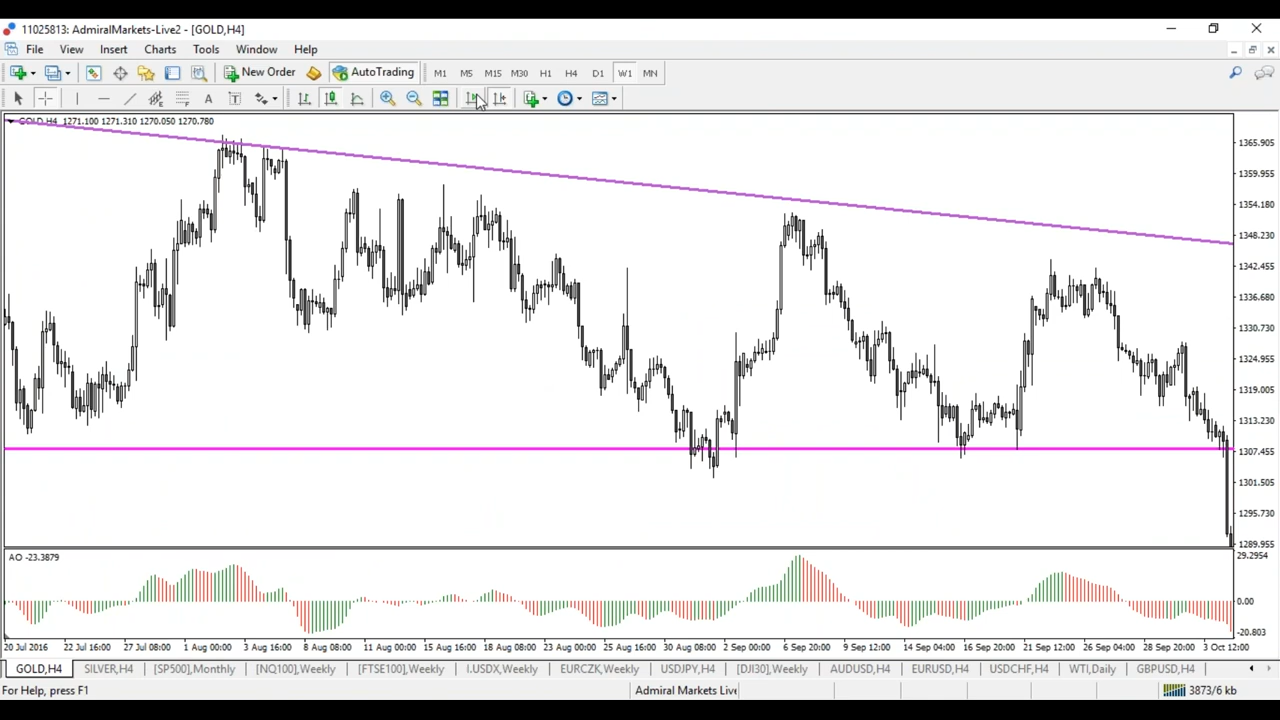 11025813: AdmiralMarkets-Live2 - [GOLD,H4]
File View Insert Charts Tools Window Help
New Order AutoTrading M1 M5 M15 M30 H1 H4 D1 W1 MN
A T
GOLD,H4 1271.100 1271.310 1270.050 1270.780
1365.905
1359.955
1354.180
1348.230
1342.455
1336.680
1330.730
1324.955
1319.005
1313.230
1307.455
1301.505
1295.730
1289.955
AO -23.3879
29.2954
0.00
-20.803
20 Jul 2016 22 Jul 16:00 27 Jul 08:00 1 Aug 00:00 3 Aug 16:00 8 Aug 08:00 11 Aug 00:00 15 Aug 16:00 18 Aug 08:00 23 Aug 00:00 25 Aug 16:00 30 Aug 08:00 2 Sep 00:00 6 Sep 20:00 9 Sep 12:00 14 Sep 04:00 16 Sep 20:00 21 Sep 12:00 26 Sep 04:00 28 Sep 20:00 3 Oct 12:00
GOLD,H4 SILVER,H4 [SP500],Monthly [NQ100],Weekly [FTSE100],Weekly I.USDX,Weekly EURCZK,Weekly USDJPY,H4 [DJI30],Weekly AUDUSD,H4 EURUSD,H4 USDCHF,H4 WTI,Daily GBPUSD,H4
For Help, press F1 Admiral Markets Live 3873/6 kb